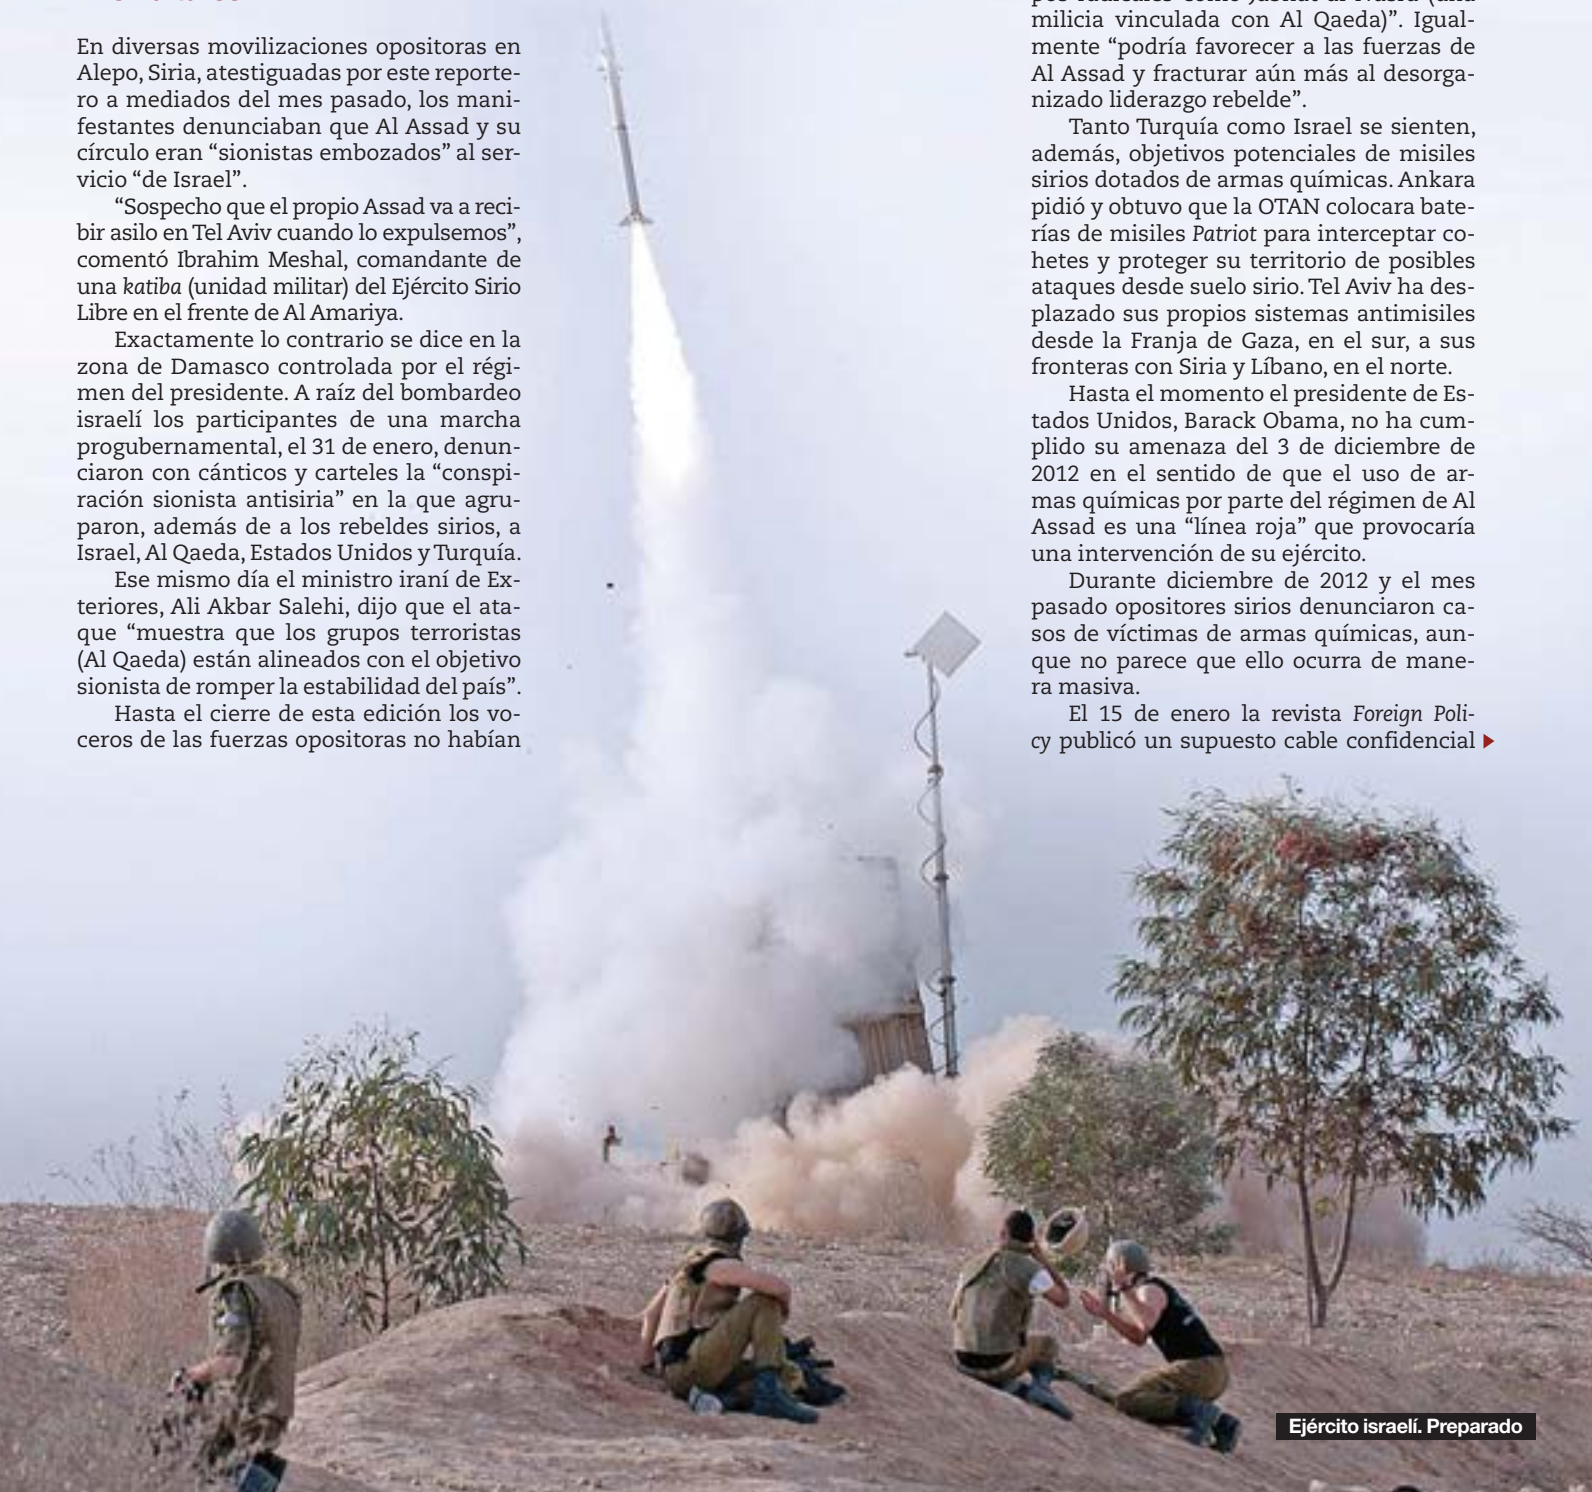 En diversas movilizaciones opositoras en
Alepo, Siria, atestiguadas por este reporte-
ro a mediados del mes pasado, los mani-
festantes denunciaban que Al Assad y su
círculo eran “sionistas embozados” al ser-
vicio “de Israel”.
“Sospecho que el propio Assad va a reci-
bir asilo en Tel Aviv cuando lo expulsemos”,
comentó Ibrahim Meshal, comandante de
una katiba (unidad militar) del Ejército Sirio
Libre en el frente de Al Amariya.
Exactamente lo contrario se dice en la
zona de Damasco controlada por el régi-
men del presidente. A raíz del bombardeo
israelí los participantes de una marcha
progubernamental, el 31 de enero, denun-
ciaron con cánticos y carteles la “conspi-
ración sionista antisiria” en la que agru-
paron, además de a los rebeldes sirios, a
Israel, Al Qaeda, Estados Unidos y Turquía.
Ese mismo día el ministro iraní de Ex-
teriores, Ali Akbar Salehi, dijo que el ata-
que “muestra que los grupos terroristas
(Al Qaeda) están alineados con el objetivo
sionista de romper la estabilidad del país”.
Hasta el cierre de esta edición los vo-
ceros de las fuerzas opositoras no habían
milicia vinculada con Al Qaeda)”. Igual-
mente “podría favorecer a las fuerzas de
Al Assad y fracturar aún más al desorga-
nizado liderazgo rebelde”.
Tanto Turquía como Israel se sienten,
además, objetivos potenciales de misiles
sirios dotados de armas químicas. Ankara
pidió y obtuvo que la OTAN colocara bate-
rías de misiles Patriot para interceptar co-
hetes y proteger su territorio de posibles
ataques desde suelo sirio. Tel Aviv ha des-
plazado sus propios sistemas antimisiles
desde la Franja de Gaza, en el sur, a sus
fronteras con Siria y Líbano, en el norte.
Hasta el momento el presidente de Es-
tados Unidos, Barack Obama, no ha cum-
plido su amenaza del 3 de diciembre de
2012 en el sentido de que el uso de ar-
mas químicas por parte del régimen de Al
Assad es una “línea roja” que provocaría
una intervención de su ejército.
Durante diciembre de 2012 y el mes
pasado opositores sirios denunciaron ca-
sos de víctimas de armas químicas, aun-
que no parece que ello ocurra de mane-
ra masiva.
El 15 de enero la revista Foreign Poli-
cy publicó un supuesto cable confidencial
Ejército israelí. Preparado